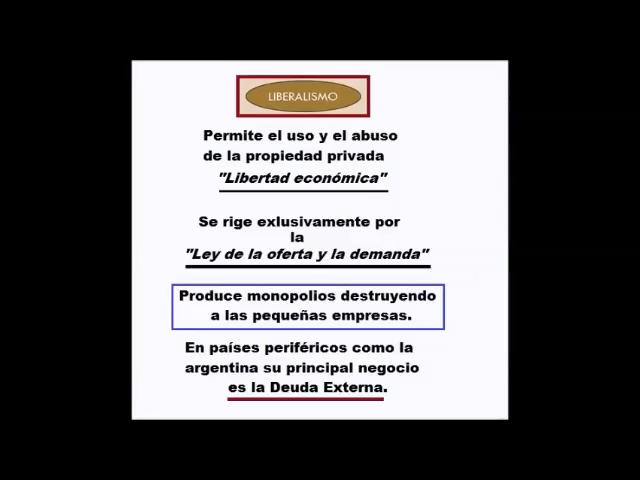 LIBERALISMO
Permite el uso y el abuso
de la propiedad privada
"Libertad económica"
Se rige exlusivamente por
la
"Ley de la oferta y la demanda"
Produce monopolios destruyendo
a las pequeñas empresas.
En países periféricos como la
argentina su principal negocio
es la Deuda Externa.